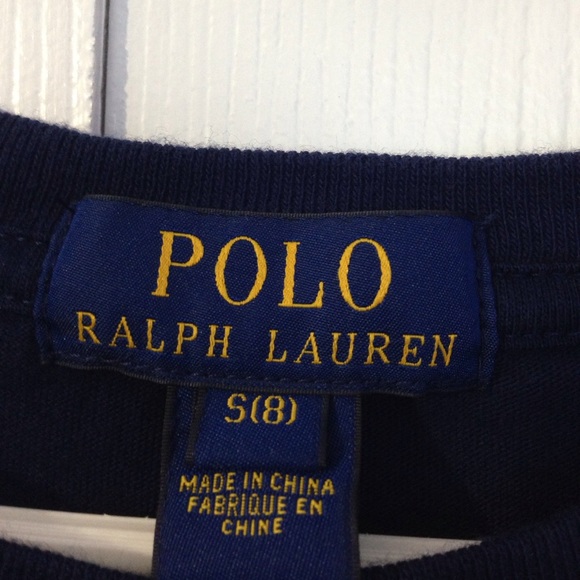 POLO
RALPH LAUREN
S(8)
MADE IN CHINA
FABRIQUE EN
CHINE